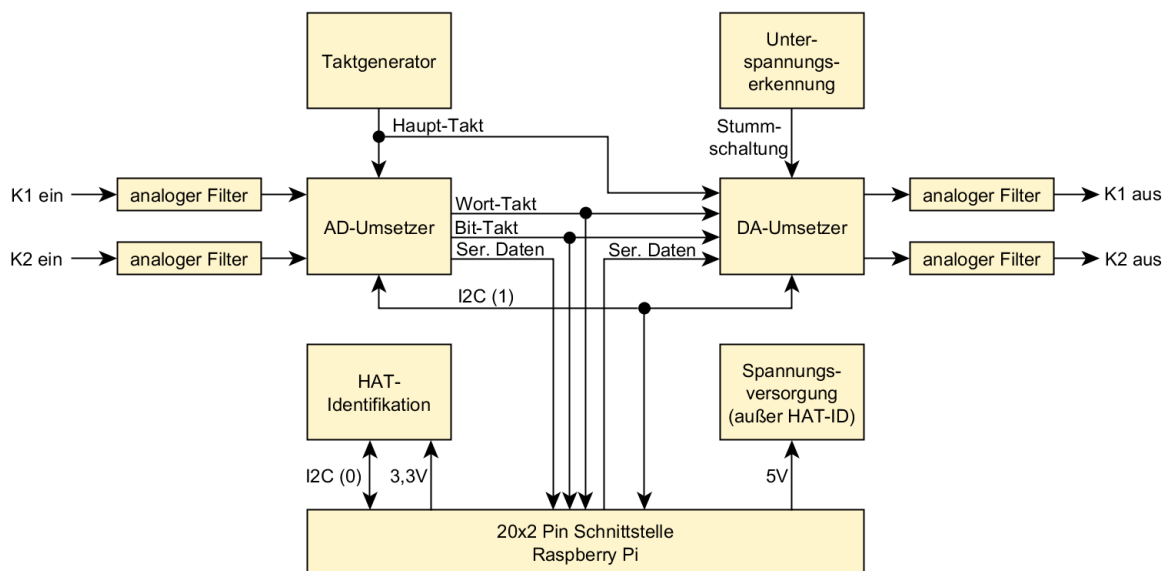 Taktgenerator
Unter-
spannungs-
erkennung
Haupt-Takt
Stumm-
schaltung
K1 ein
analoger Filter
K2 ein
analoger Filter
AD-Umsetzer
Wort-Takt
Bit-Takt
Ser. Daten
Ser. Daten
DA-Umsetzer
analoger Filter
K1 aus
analoger Filter
K2 aus
I2C (1)
HAT-
Identifikation
Spannungs-
versorgung
(außer HAT-ID)
I2C (0)
3,3V
5V
20x2 Pin Schnittstelle
Raspberry Pi